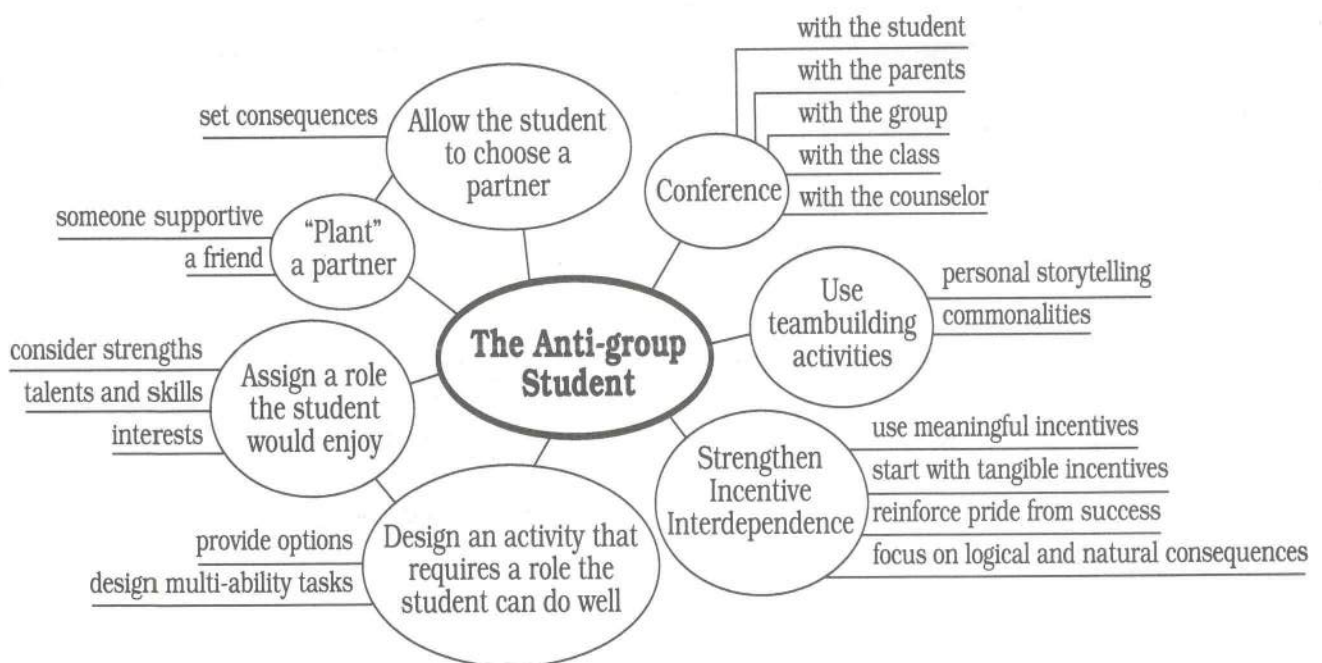 The Anti-group
Student
Allow the student
to choose a
partner
set consequences
Conference
with the student
with the parents
with the group
with the class
with the counselor
Use
teambuilding
activities
personal storytelling
commonalities
Strengthen
Incentive
Interdependence
use meaningful incentives
start with tangible incentives
reinforce pride from success
focus on logical and natural consequences
Design an activity that
requires a role the
student can do well
provide options
design multi-ability tasks
Assign a role
the student
would enjoy
consider strengths
talents and skills
interests
“Plant”
a partner
someone supportive
a friend